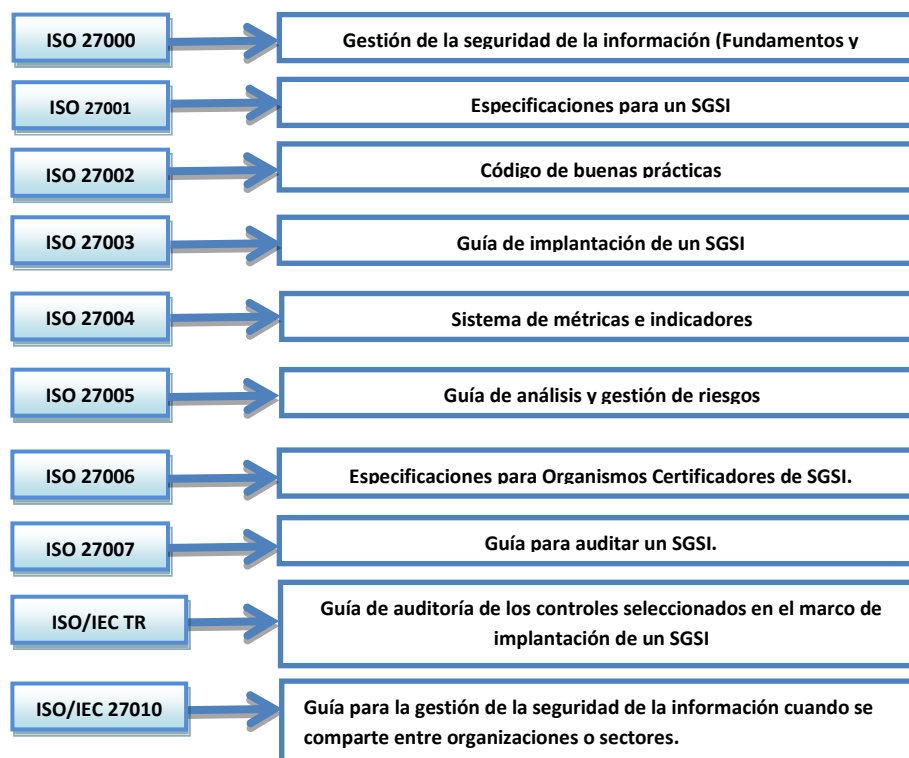 ISO 27000
Gestión de la seguridad de la información (Fundamentos y
ISO 27001
Especificaciones para un SGSI
ISO 27002
Código de buenas prácticas
ISO 27003
Guía de implantación de un SGSI
ISO 27004
Sistema de métricas e indicadores
ISO 27005
Guía de análisis y gestión de riesgos
ISO 27006
Especificaciones para Organismos Certificadores de SGSI.
ISO 27007
Guía para auditar un SGSI.
ISO/IEC TR
Guía de auditoría de los controles seleccionados en el marco de
implantación de un SGSI
ISO/IEC 27010
Guía para la gestión de la seguridad de la información cuando se
comparte entre organizaciones o sectores.